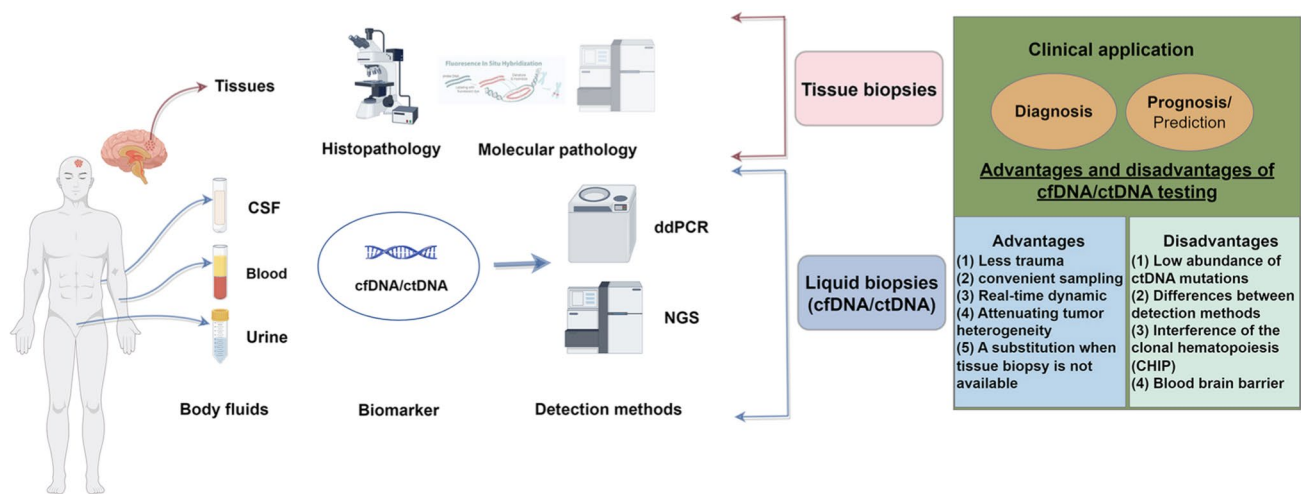 Tissues
Fluoresence In Situ Hybridization
Histopathology
Molecular pathology
CSF
Blood
Urine
Body fluids
cfDNA/ctDNA
Biomarker
ddPCR
NGS
Detection methods
Tissue biopsies
Liquid biopsies
(cfDNA/ctDNA)
Clinical application
Diagnosis
Prognosis/
Prediction
Advantages and disadvantages of
cfDNA/ctDNA testing
Advantages
(1) Less trauma
(2) convenient sampling
(3) Real-time dynamic
(4) Attenuating tumor
heterogeneity
(5) A substitution when
tissue biopsy is not
available
Disadvantages
(1) Low abundance of
ctDNA mutations
(2) Differences between
detection methods
(3) Interference of the
clonal hematopoiesis
(CHIP)
(4) Blood brain barrier